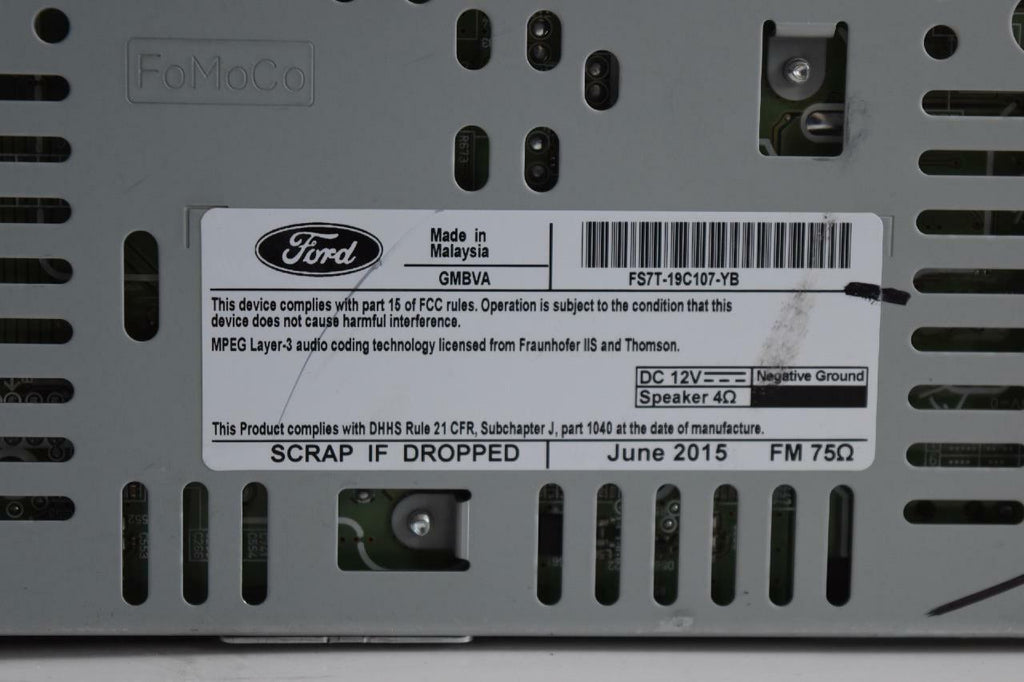 FoMoCo
R673
Ford
Made in
Malaysia
GMBVA
FS7T-19C107-YB
This device complies with part 15 of FCC rules. Operation is subject to the condition that this
device does not cause harmful interference.
MPEG Layer-3 audio coding technology licensed from Fraunhofer IIS and Thomson.
DC 12V
Negative Ground
Speaker 4Ω
This Product complies with DHHS Rule 21 CFR, Subchapter J, part 1040 at the date of manufacture.
SCRAP IF DROPPED
June 2015
FM 75Ω